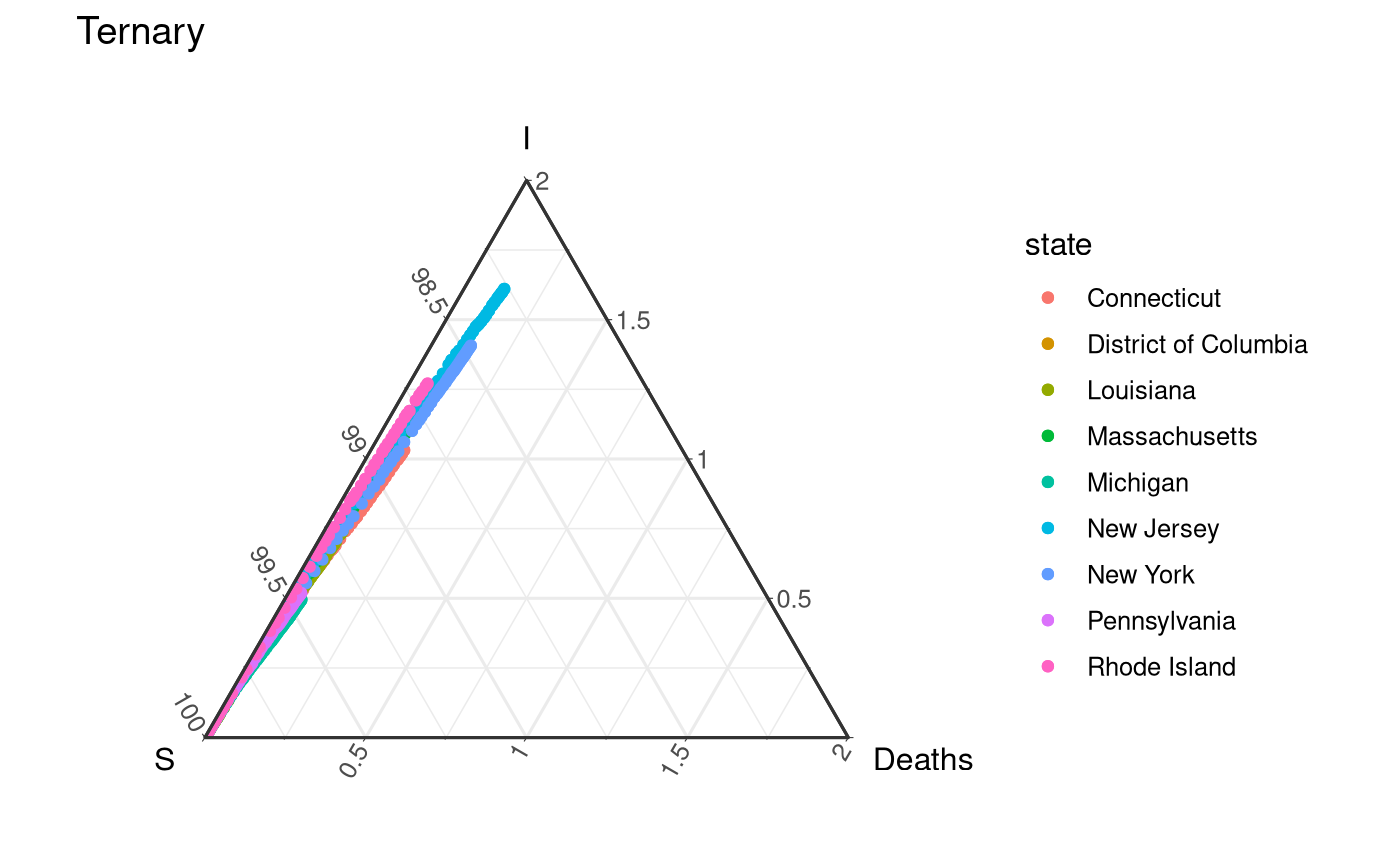 Ternary
I
2
98.5
1.5
99
1
99.5
0.5
100
S
0.5
1
1.5
2
Deaths
state
Connecticut
District of Columbia
Louisiana
Massachusetts
Michigan
New Jersey
New York
Pennsylvania
Rhode Island